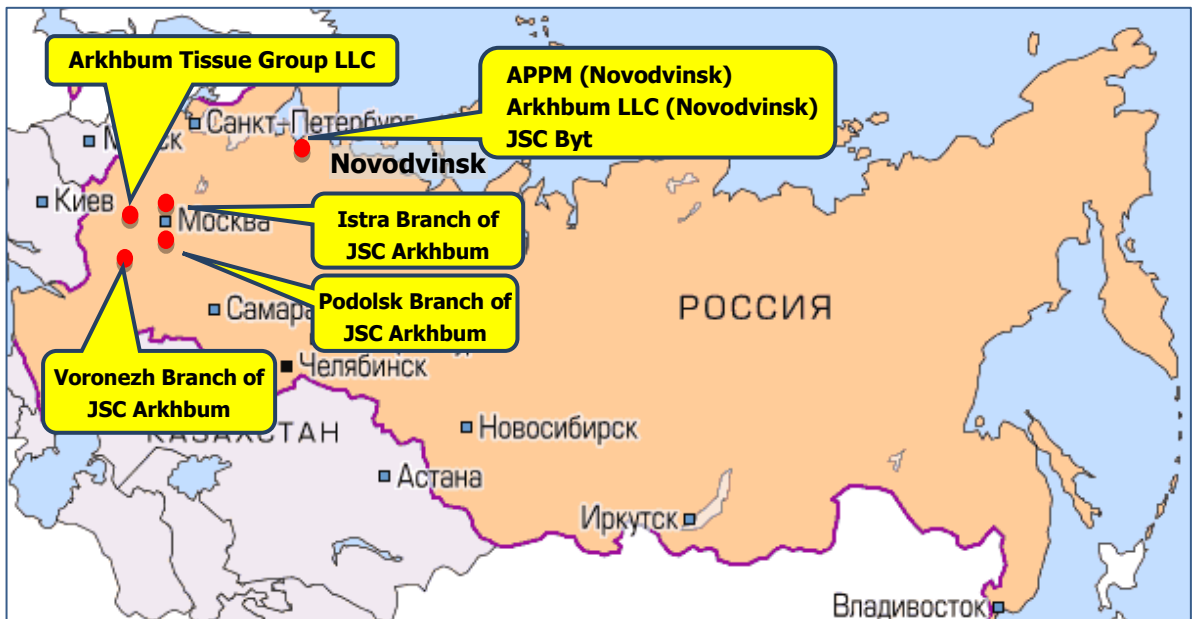 Arkhbum Tissue Group LLC
APPM (Novodvinsk)
Arkhbum LLC (Novodvinsk)
JSC Byt
Санкт-Петербург
Novodvinsk
Киев
Москва
Istra Branch of
JSC Arkhbum
Podolsk Branch of
JSC Arkhbum
РОССИЯ
Челябинск
Voronezh Branch of
JSC Arkhbum
КАЗАХСТАН
Новосибирск
Астана
Иркутск
Владивосток